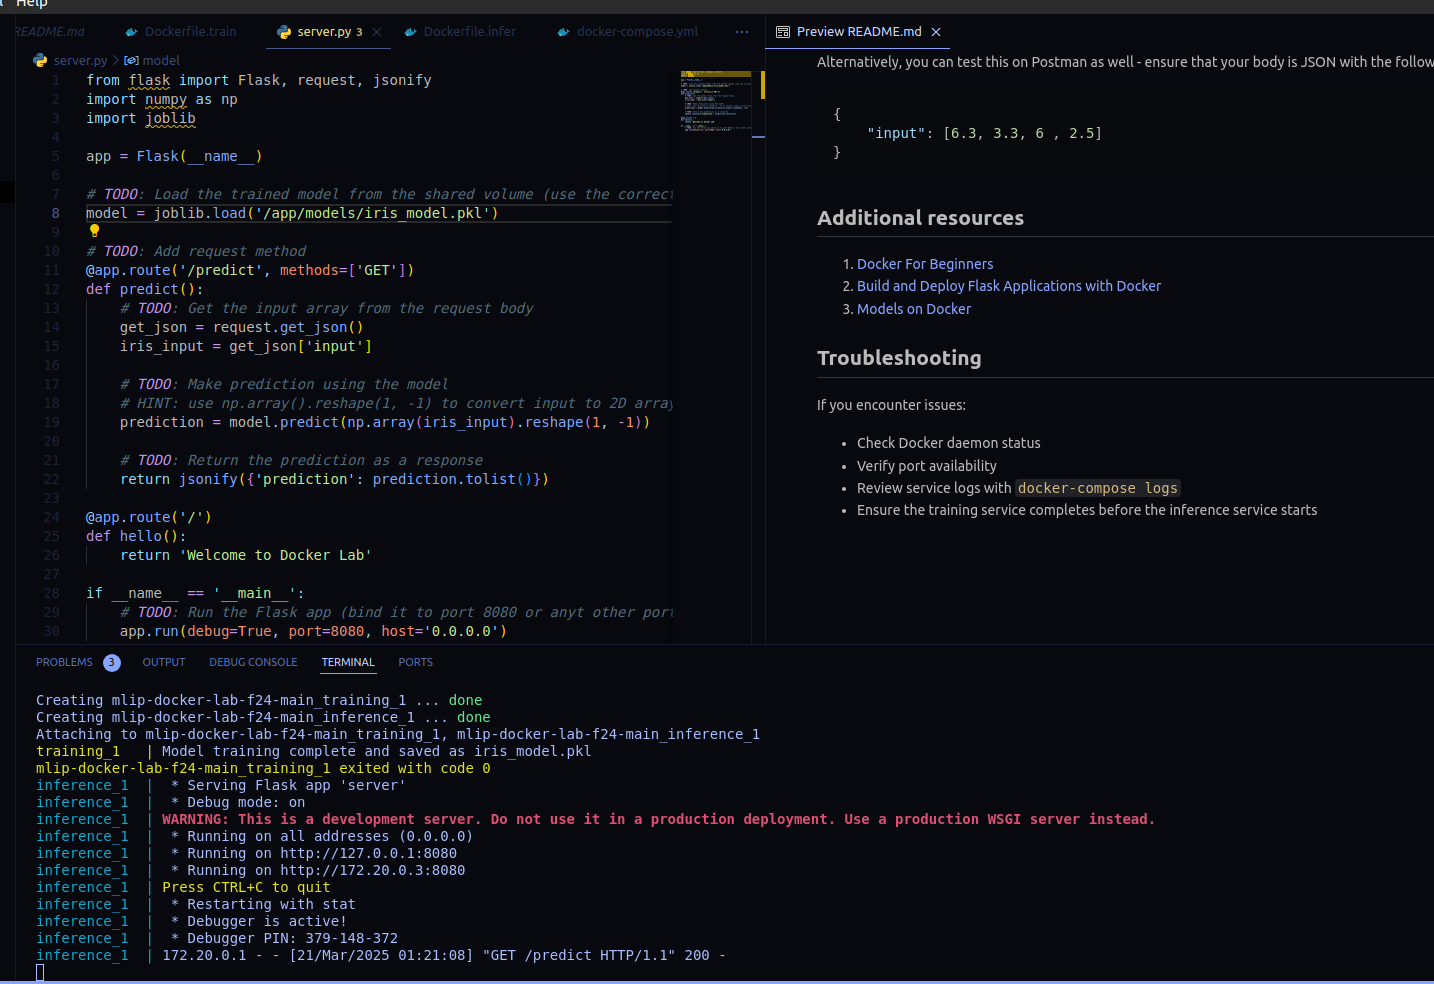 Help
README.md
Dockerfile.train
server.py 3
Dockerfile.infer
docker-compose.yml
Preview README.md
server.py > model
1 from flask import Flask, request, jsonify
2 import numpy as np
3 import joblib
4
5 app = Flask(__name__)
6
7 # TODO: Load the trained model from the shared volume (use the correct
8 model = joblib.load('/app/models/iris_model.pkl')
9
10 # TODO: Add request method
11 @app.route('/predict', methods=['GET'])
12 def predict():
13     # TODO: Get the input array from the request body
14     get_json = request.get_json()
15     iris_input = get_json['input']
16
17     # TODO: Make prediction using the model
18     # HINT: use np.array().reshape(1, -1) to convert input to 2D array
19     prediction = model.predict(np.array(iris_input).reshape(1, -1))
20
21     # TODO: Return the prediction as a response
22     return jsonify({'prediction': prediction.tolist()})
23
24 @app.route('/')
25 def hello():
26     return 'Welcome to Docker Lab'
27
28 if __name__ == '__main__':
29     # TODO: Run the Flask app (bind it to port 8080 or anyt other port
30     app.run(debug=True, port=8080, host='0.0.0.0')
Alternatively, you can test this on Postman as well - ensure that your body is JSON with the follow
{
    "input": [6.3, 3.3, 6 , 2.5]
}
Additional resources
1. Docker For Beginners
2. Build and Deploy Flask Applications with Docker
3. Models on Docker
Troubleshooting
If you encounter issues:
• Check Docker daemon status
• Verify port availability
• Review service logs with docker-compose logs
• Ensure the training service completes before the inference service starts
PROBLEMS 3 OUTPUT DEBUG CONSOLE TERMINAL PORTS
Creating mlip-docker-lab-f24-main_training_1 ... done
Creating mlip-docker-lab-f24-main_inference_1 ... done
Attaching to mlip-docker-lab-f24-main_training_1, mlip-docker-lab-f24-main_inference_1
training_1   | Model training complete and saved as iris_model.pkl
mlip-docker-lab-f24-main_training_1 exited with code 0
inference_1  |  * Serving Flask app 'server'
inference_1  |  * Debug mode: on
inference_1  | WARNING: This is a development server. Do not use it in a production deployment. Use a production WSGI server instead.
inference_1  |  * Running on all addresses (0.0.0.0)
inference_1  |  * Running on http://127.0.0.1:8080
inference_1  |  * Running on http://172.20.0.3:8080
inference_1  | Press CTRL+C to quit
inference_1  |  * Restarting with stat
inference_1  |  * Debugger is active!
inference_1  |  * Debugger PIN: 379-148-372
inference_1  | 172.20.0.1 - - [21/Mar/2025 01:21:08] "GET /predict HTTP/1.1" 200 -